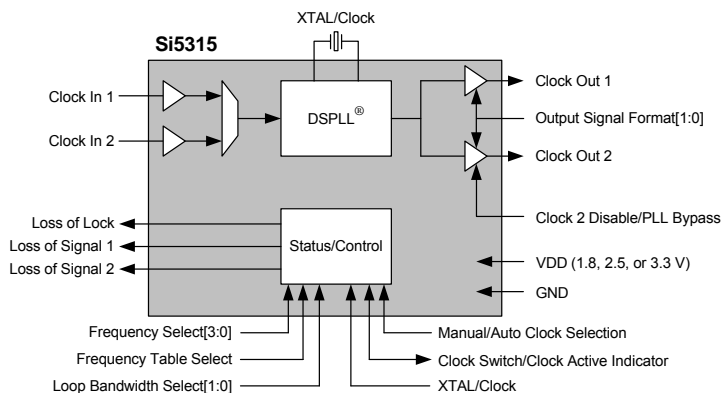 XTAL/Clock
Si5315
Clock In 1
Clock In 2
DSPLL®
Clock Out 1
Output Signal Format[1:0]
Clock Out 2
Clock 2 Disable/PLL Bypass
Loss of Lock
Loss of Signal 1
Loss of Signal 2
Status/Control
VDD (1.8, 2.5, or 3.3 V)
GND
Frequency Select[3:0]
Manual/Auto Clock Selection
Frequency Table Select
Clock Switch/Clock Active Indicator
Loop Bandwidth Select[1:0]
XTAL/Clock